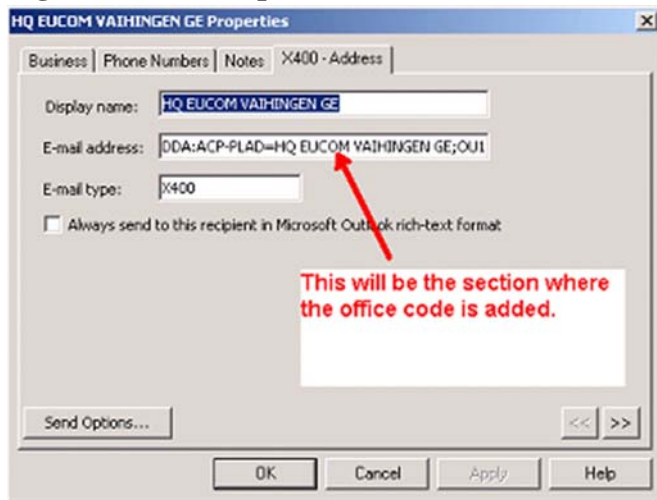 HQ EUCOM VAIHINGEN GE Properties
Business Phone Numbers Notes X400 - Address
Display name: HQ EUCOM VAIHINGEN GE
E-mail address: DDA:ACP-PLAD=HQ EUCOM VAIHINGEN GE;OU1
E-mail type: X400
Always send to this recipient in Microsoft Outlook rich-text format
This will be the section where
the office code is added.
Send Options... << >>
OK Cancel Apply Help